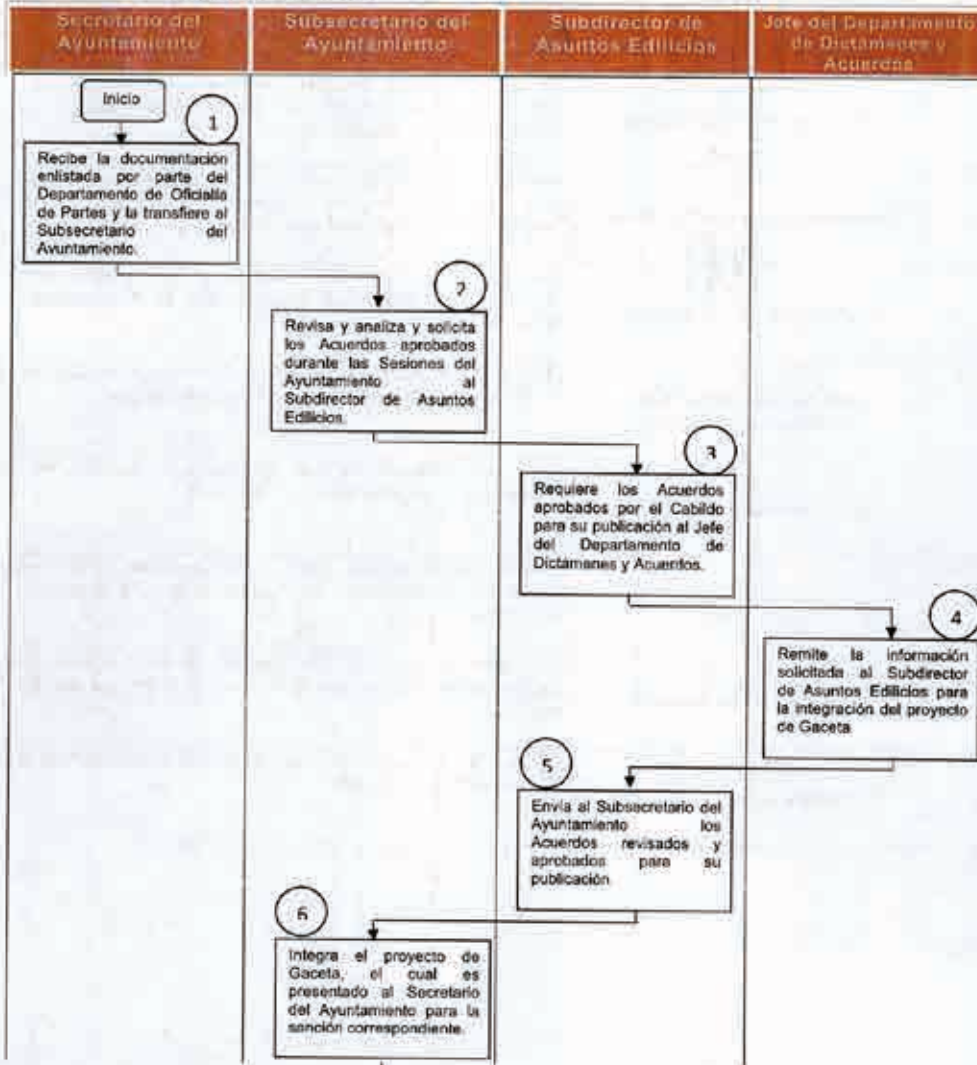 Secretario del
Ayuntamiento
Subsecretario del
Ayuntamiento
Subdirector de
Asuntos Edilicios
Jefe del Departamento
de Dictámenes y
Acuerdos
Inicio
1
Recibe la documentación
enlistada por parte del
Departamento de Oficialía
de Partes y la transfiere al
Subsecretario del
Ayuntamiento.
2
Revisa y analiza y solicita
los Acuerdos aprobados
durante las Sesiones del
Ayuntamiento al
Subdirector de Asuntos
Edilicios.
3
Requiere los Acuerdos
aprobados por el Cabildo
para su publicación al Jefe
del Departamento de
Dictámenes y Acuerdos.
4
Remite la información
solicitada al Subdirector
de Asuntos Edilicios para
la integración del proyecto
de Gaceta
5
Envía al Subsecretario del
Ayuntamiento los
Acuerdos revisados y
aprobados para su
publicación
6
Integra el proyecto de
Gaceta, el cual es
presentado al Secretario
del Ayuntamiento para la
sanción correspondiente.